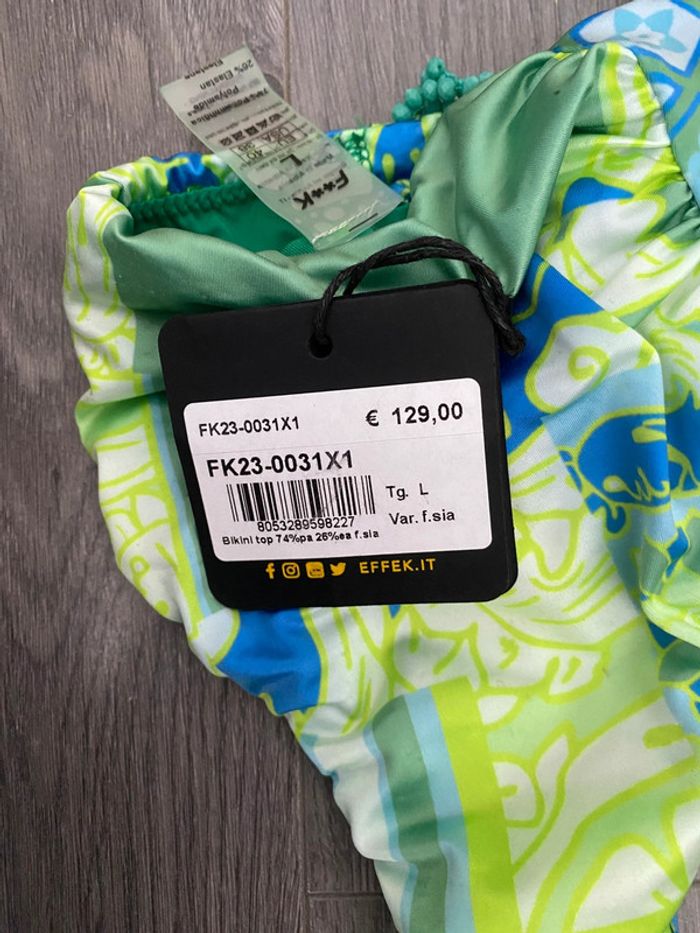 26% Elastan
Elastane
F**K
L
FK23-0031X1 € 129,00
FK23-0031X1
Tg. L
8053289598227
Var. f.sia
Bikini top 74%pa 26%ea f.sia
EFFEK.IT